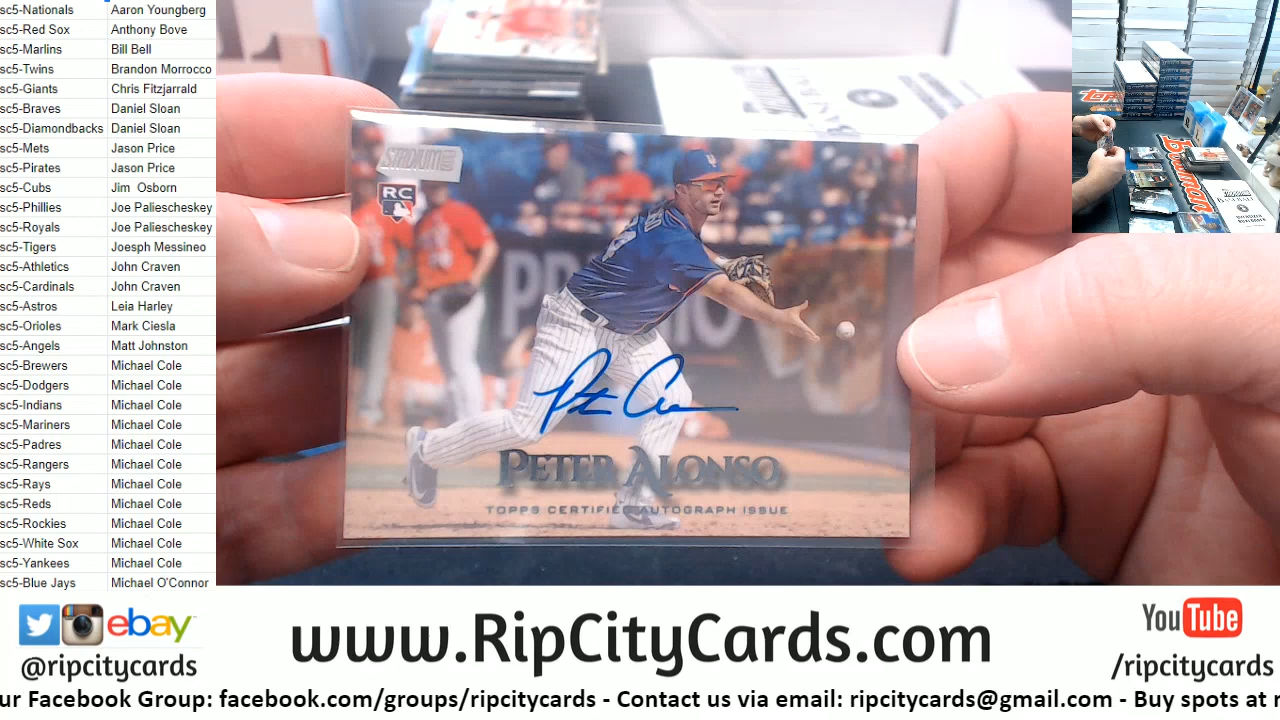 sc5-Nationals Aaron Youngberg
sc5-Red Sox Anthony Bove
sc5-Marlins Bill Bell
sc5-Twins Brandon Morrocco
sc5-Giants Chris Fitzjarrald
sc5-Braves Daniel Sloan
sc5-Diamondbacks Daniel Sloan
sc5-Mets Jason Price
sc5-Pirates Jason Price
sc5-Cubs Jim Osborn
sc5-Phillies Joe Paliescheskey
sc5-Royals Joe Paliescheskey
sc5-Tigers Joesph Messineo
sc5-Athletics John Craven
sc5-Cardinals John Craven
sc5-Astros Leia Harley
sc5-Orioles Mark Ciesla
sc5-Angels Matt Johnston
sc5-Brewers Michael Cole
sc5-Dodgers Michael Cole
sc5-Indians Michael Cole
sc5-Mariners Michael Cole
sc5-Padres Michael Cole
sc5-Rangers Michael Cole
sc5-Rays Michael Cole
sc5-Reds Michael Cole
sc5-Rockies Michael Cole
sc5-White Sox Michael Cole
sc5-Yankees Michael Cole
sc5-Blue Jays Michael O'Connor
STADIUM
RC
PETER ALONSO
TOPPS CERTIFIED AUTOGRAPH ISSUE
Topps
Bowman
ebay
@ripcitycards
www.RipCityCards.com
YouTube
/ripcitycards
ur Facebook Group: facebook.com/groups/ripcitycards - Contact us via email: ripcitycards@gmail.com - Buy spots at